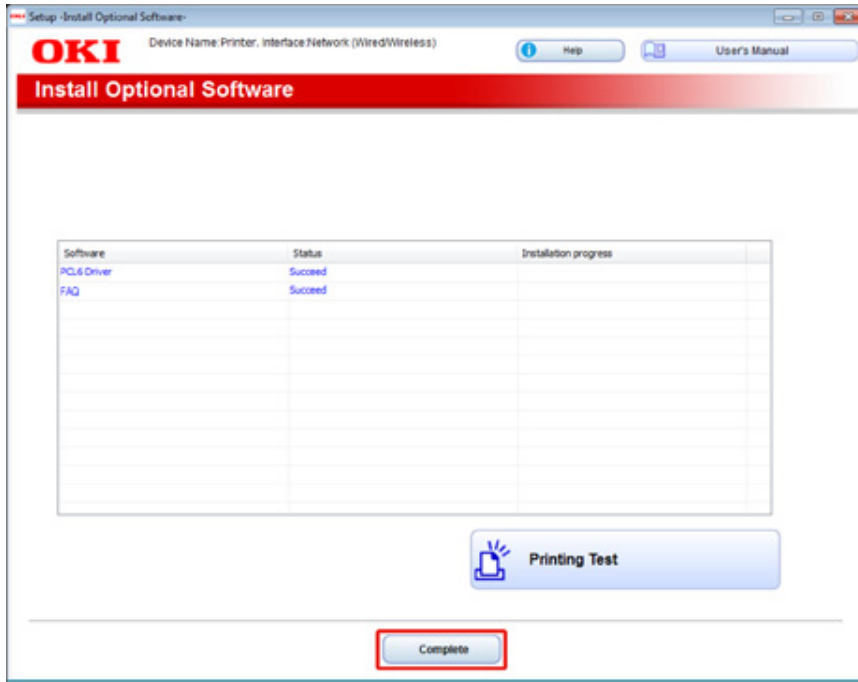 Setup -Install Optional Software-
OKI
Device Name:Printer, Interface:Network (Wired/Wireless)
Help
User's Manual
Install Optional Software
Software Status Installation progress
PCL6 Driver Succeed
FAQ Succeed
Printing Test
Complete